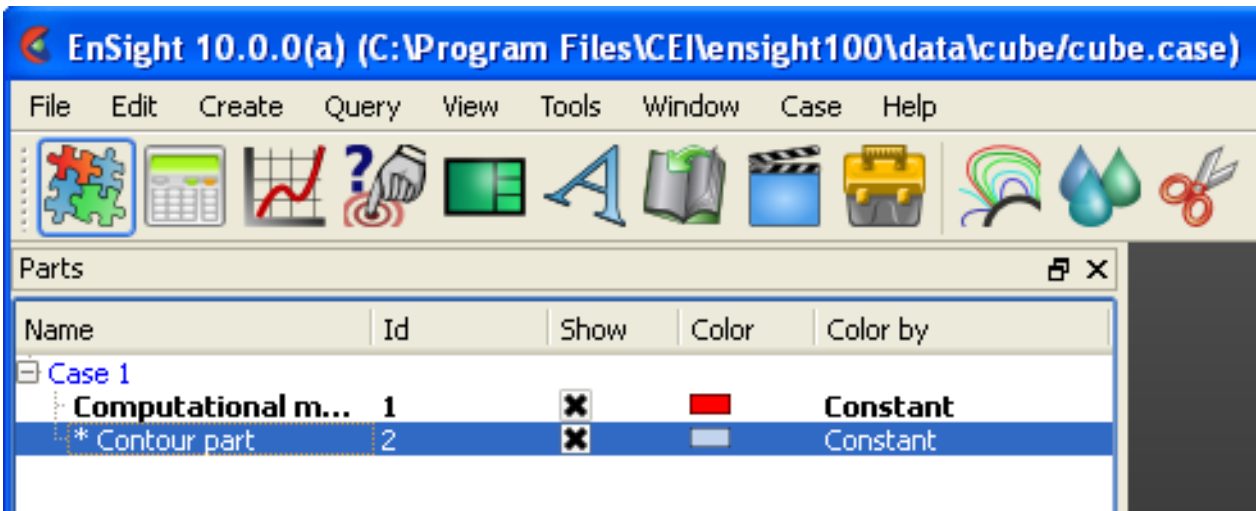 EnSight 10.0.0(a) (C:\Program Files\CEI\ensight100\data\cube/cube.case)
File Edit Create Query View Tools Window Case Help
Parts
Name Id Show Color Color by
Case 1
Computational m... 1 Constant
* Contour part 2 Constant